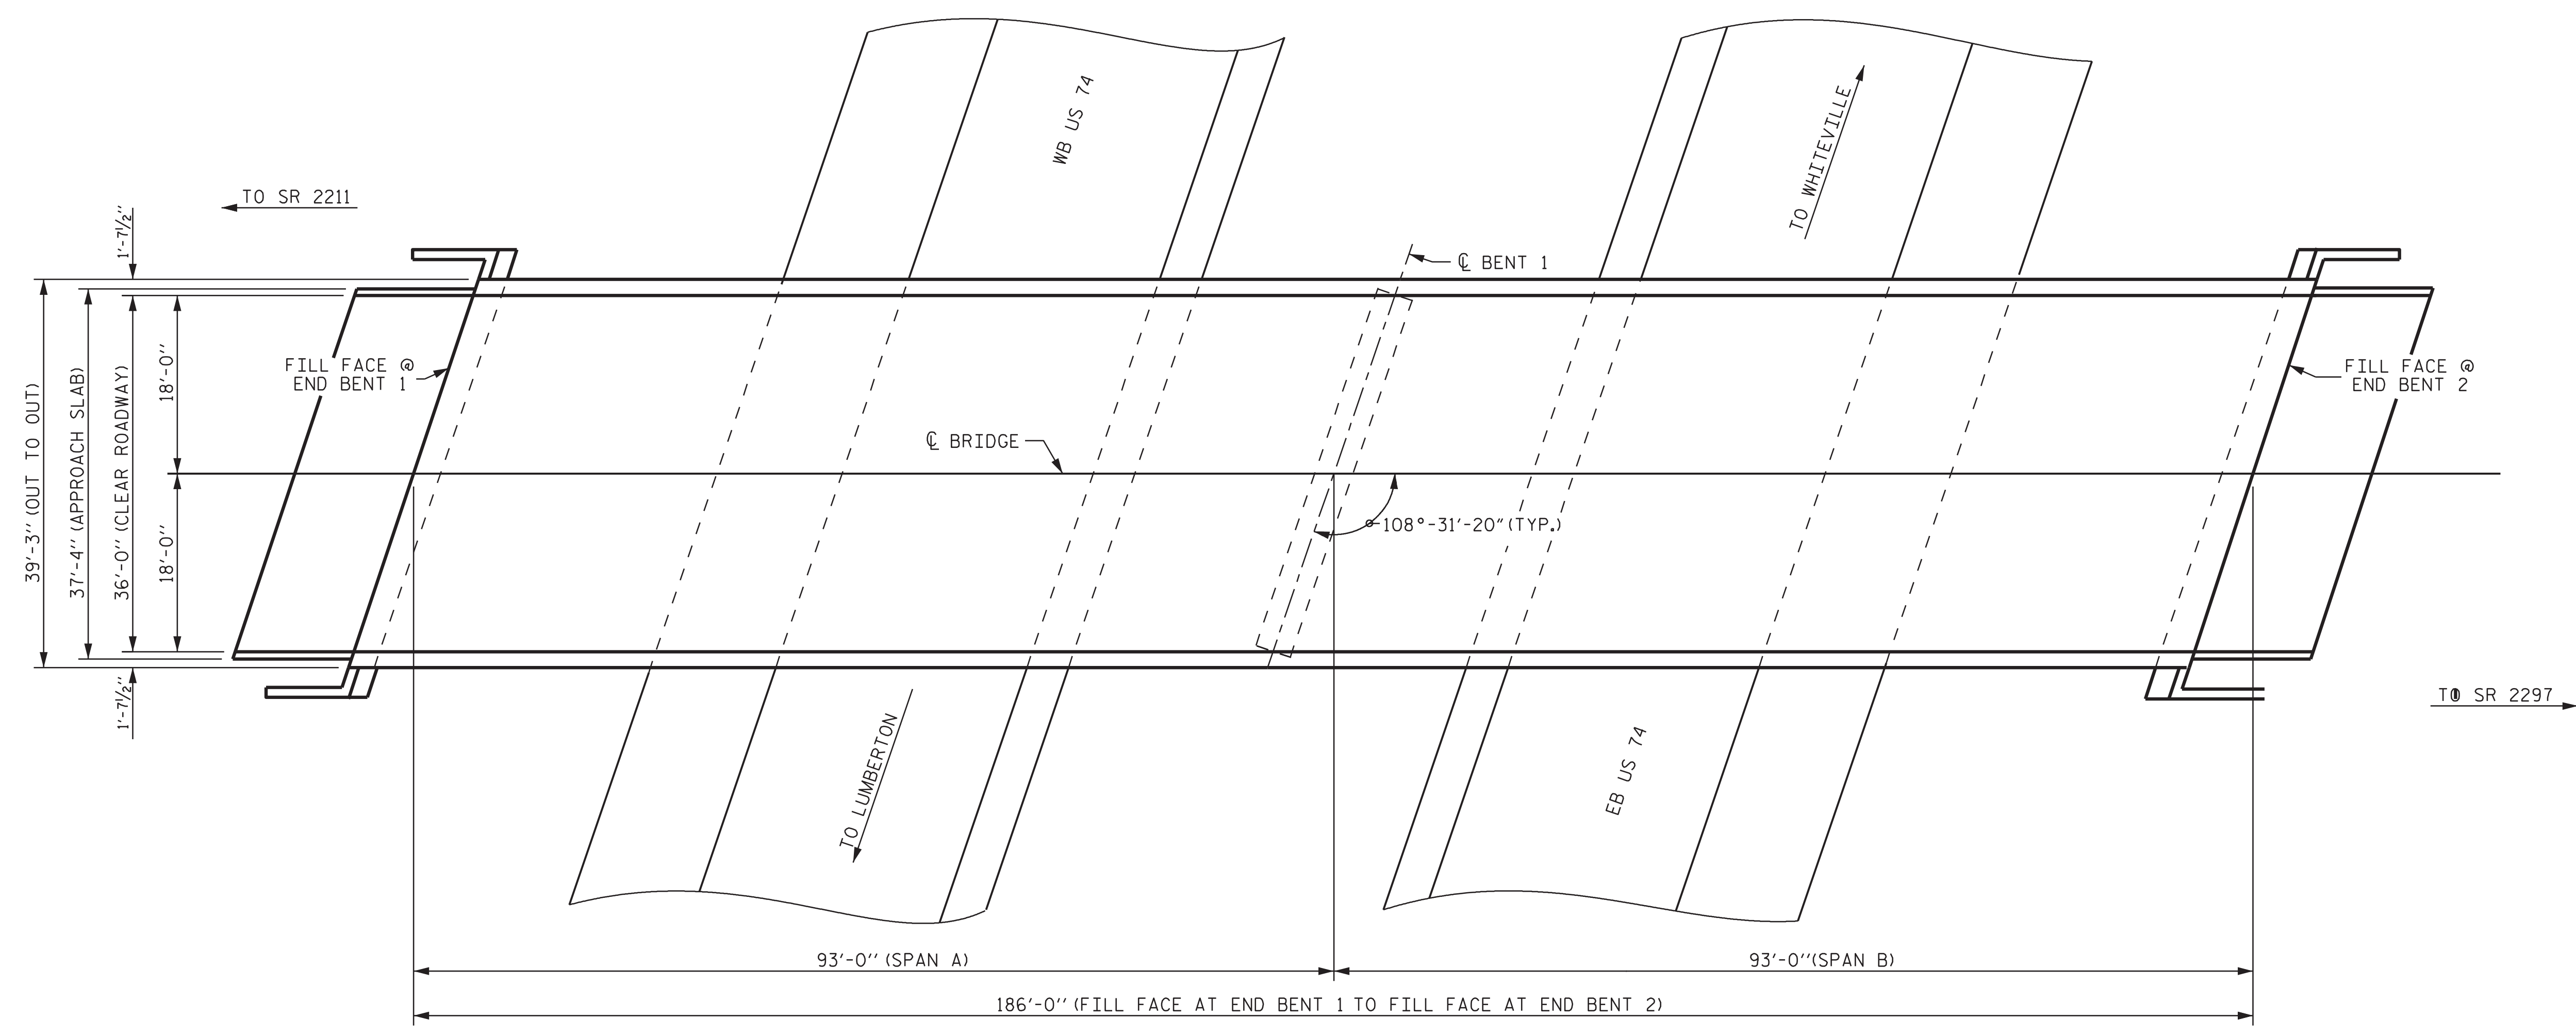 WB US 74
TO WHITEVILLE
TO SR 2211
1'-7½"
℄ BENT 1
FILL FACE @
END BENT 1
FILL FACE @
END BENT 2
39'-3" (OUT TO OUT)
37'-4" (APPROACH SLAB)
36'-0" (CLEAR ROADWAY)
18'-0"
18'-0"
℄ BRIDGE
108°-31'-20" (TYP.)
1'-7½"
TO SR 2297
TO LUMBERTON
EB US 74
93'-0" (SPAN A)
93'-0"(SPAN B)
186'-0" (FILL FACE AT END BENT 1 TO FILL FACE AT END BENT 2)